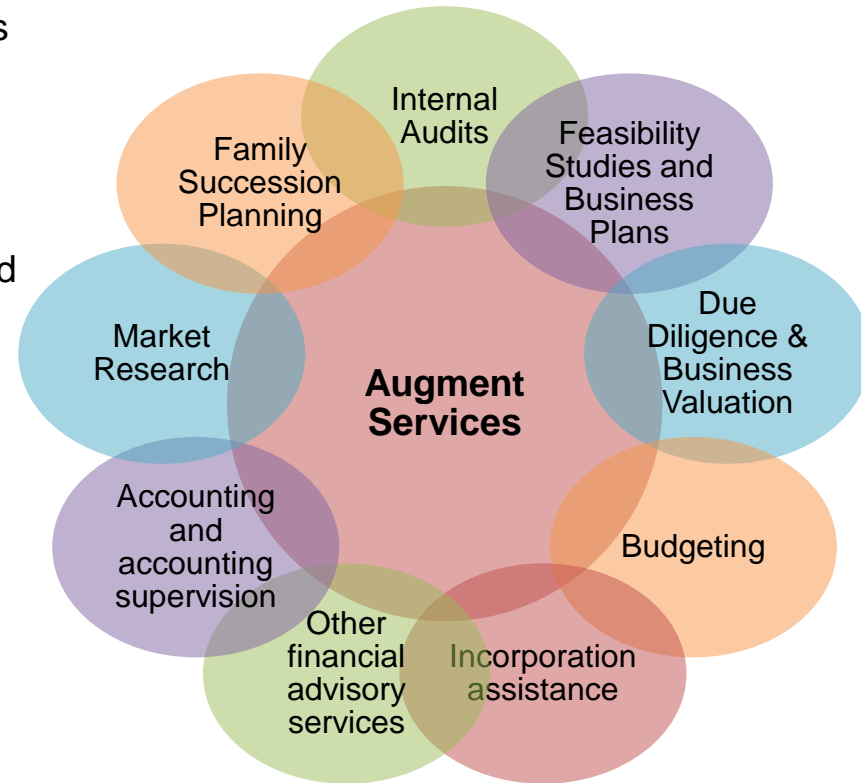 s
d
Internal
Audits
Feasibility
Studies and
Business
Plans
Due
Diligence &
Business
Valuation
Budgeting
Incorporation
assistance
Other
financial
advisory
services
Accounting
and
accounting
supervision
Market
Research
Family
Succession
Planning
Augment
Services